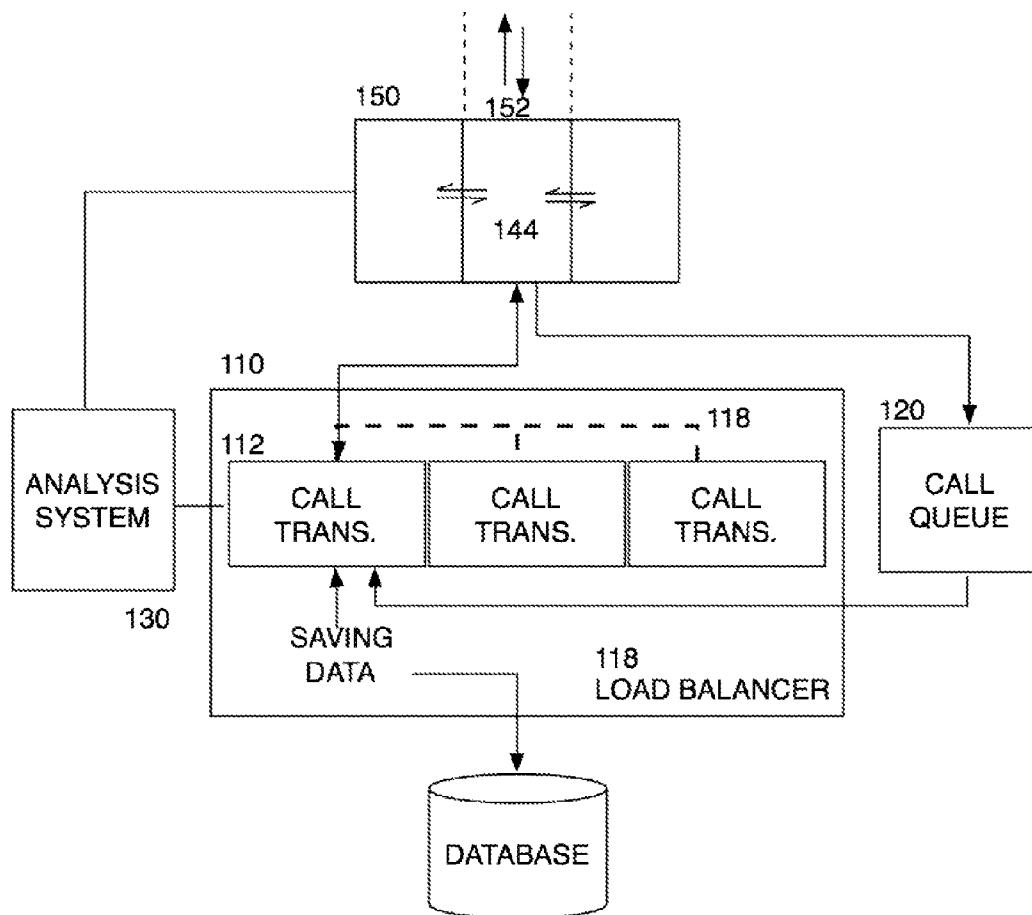 150
152
144
110
118
120
112
ANALYSIS
SYSTEM
CALL
TRANS.
CALL
TRANS.
CALL
TRANS.
CALL
QUEUE
130
SAVING
DATA
118
LOAD BALANCER
DATABASE